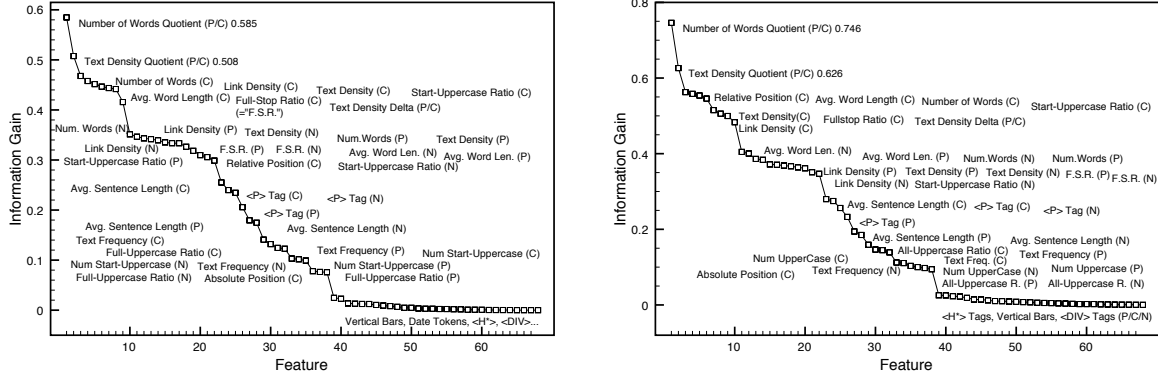 0.6
Number of Words Quotient (P/C) 0.585
Text Density Quotient (P/C) 0.508
0.5
Number of Words (C)
Link Density (C)
Text Density (C)
Start-Uppercase Ratio (C)
Avg. Word Length (C)
Full-Stop Ratio (C)
(="F.S.R.")
Text Density Delta (P/C)
0.4
Num. Words (N)
Link Density (P)
Text Density (N)
Num.Words (P)
Text Density (P)
Link Density (N)
F.S.R. (P)
F.S.R. (N)
Avg. Word Len. (N)
Avg. Word Len. (P)
0.3
Start-Uppercase Ratio (P)
Relative Position (C)
Start-Uppercase Ratio (N)
Avg. Sentence Length (C)
<P> Tag (C)
<P> Tag (N)
0.2
<P> Tag (P)
Avg. Sentence Length (P)
Avg. Sentence Length (N)
Text Frequency (C)
Full-Uppercase Ratio (C)
Text Frequency (P)
Num Start-Uppercase (C)
0.1
Num Start-Uppercase (N)
Text Frequency (N)
Num Start-Uppercase (P)
Full-Uppercase Ratio (N)
Absolute Position (C)
Full-Uppercase Ratio (P)
0
Vertical Bars, Date Tokens, <H*>, <DIV>...
10 20 30 40 50 60
Feature
Information Gain
0.8
Number of Words Quotient (P/C) 0.746
Text Density Quotient (P/C) 0.626
0.6
Relative Position (C)
Avg. Word Length (C)
Number of Words (C)
Start-Uppercase Ratio (C)
Text Density(C)
Fullstop Ratio (C)
Text Density Delta (P/C)
Link Density (C)
0.4
Avg. Word Len. (N)
Avg. Word Len. (P)
Num.Words (N)
Num.Words (P)
Link Density (P)
Text Density (P)
Text Density (N)
F.S.R. (P)
F.S.R. (N)
Link Density (N)
Start-Uppercase Ratio (N)
Avg. Sentence Length (C)
<P> Tag (C)
<P> Tag (N)
<P> Tag (P)
0.2
Avg. Sentence Length (P)
Avg. Sentence Length (N)
All-Uppercase Ratio (C)
Text Frequency (P)
Num UpperCase (C)
Text Freq. (C)
Absolute Position (C)
Text Frequency (N)
Num UpperCase (N)
Num Uppercase (P)
All-Uppercase R. (P)
All-Uppercase R. (N)
0
<H*> Tags, Vertical Bars, <DIV> Tags (P/C/N)
10 20 30 40 50 60
Feature
Information Gain